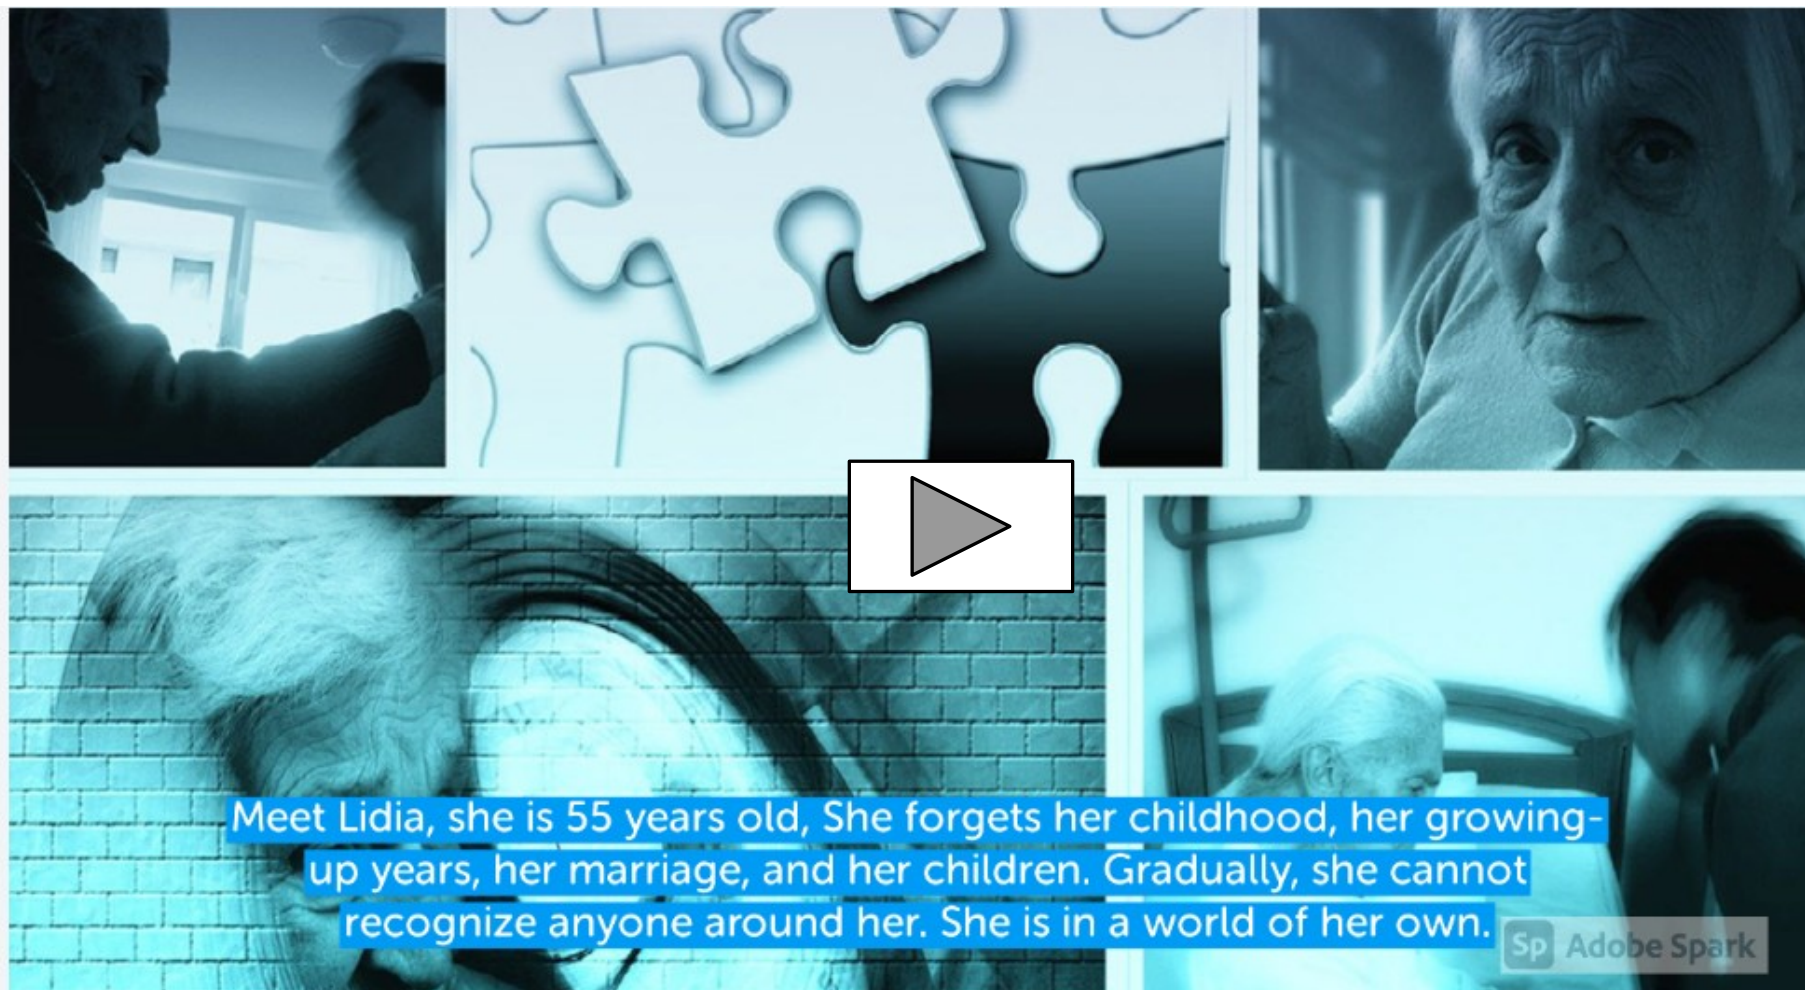 Meet Lidia, she is 55 years old, She forgets her childhood, her growing-
up years, her marriage, and her children. Gradually, she cannot
recognize anyone around her. She is in a world of her own.
Sp Adobe Spark